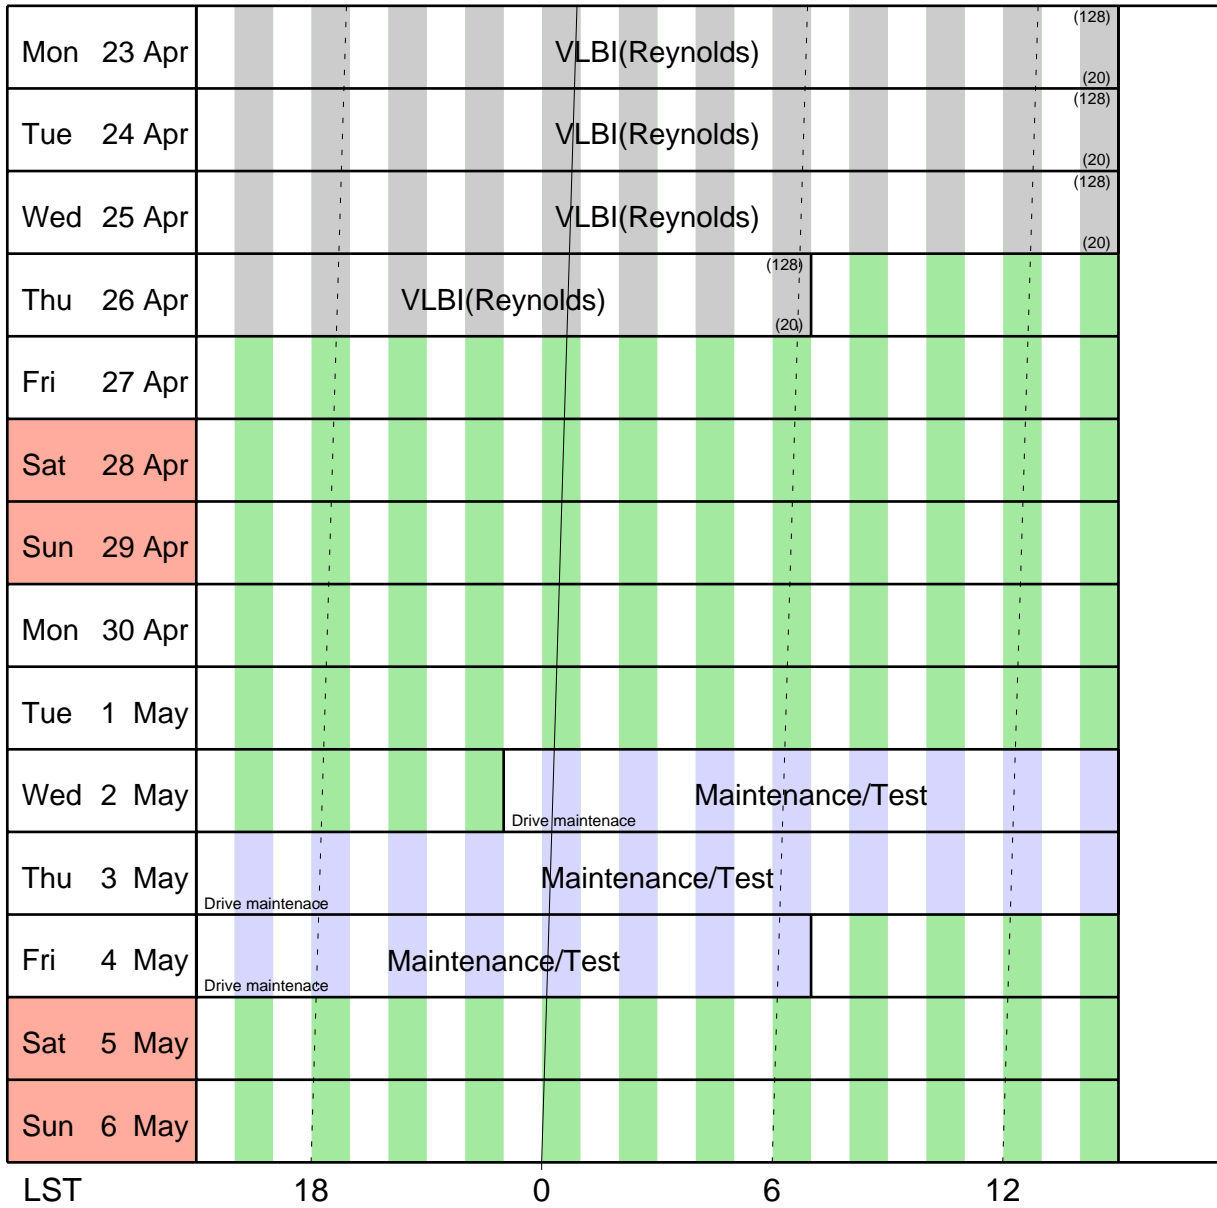 (128)
Mon 23 Apr VLBI(Reynolds)
(20)
(128)
Tue 24 Apr VLBI(Reynolds)
(20)
(128)
Wed 25 Apr VLBI(Reynolds)
(20)
(128)
Thu 26 Apr VLBI(Reynolds)
(20)
Fri 27 Apr
Sat 28 Apr
Sun 29 Apr
Mon 30 Apr
Tue 1 May
Wed 2 May Maintenance/Test
Drive maintenace
Thu 3 May Maintenance/Test
Drive maintenace
Fri 4 May Maintenance/Test
Drive maintenace
Sat 5 May
Sun 6 May
LST 18 0 6 12